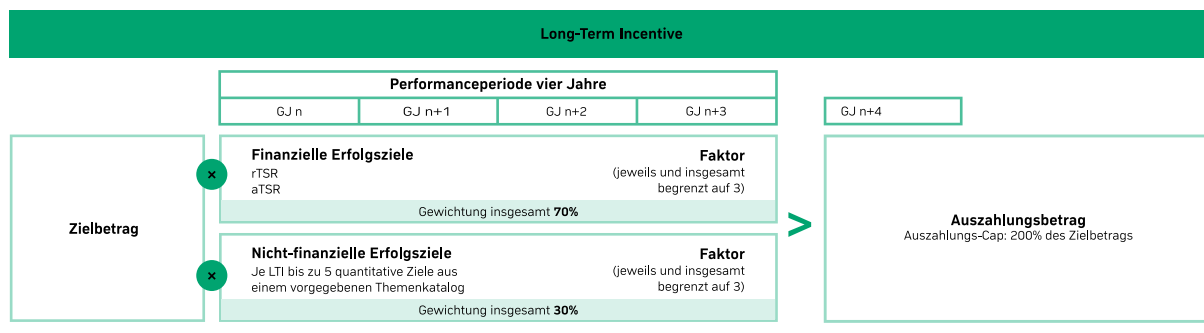 Long-Term Incentive
Performanceperiode vier Jahre
GJ n
GJ n+1
GJ n+2
GJ n+3
GJ n+4
Zielbetrag
×
Finanzielle Erfolgsziele
rTSR
aTSR
Faktor
(jeweils und insgesamt
begrenzt auf 3)
Gewichtung insgesamt 70%
×
Nicht-finanzielle Erfolgsziele
Je LTI bis zu 5 quantitative Ziele aus
einem vorgegebenen Themenkatalog
Faktor
(jeweils und insgesamt
begrenzt auf 3)
Gewichtung insgesamt 30%
>
Auszahlungsbetrag
Auszahlungs-Cap: 200% des Zielbetrags